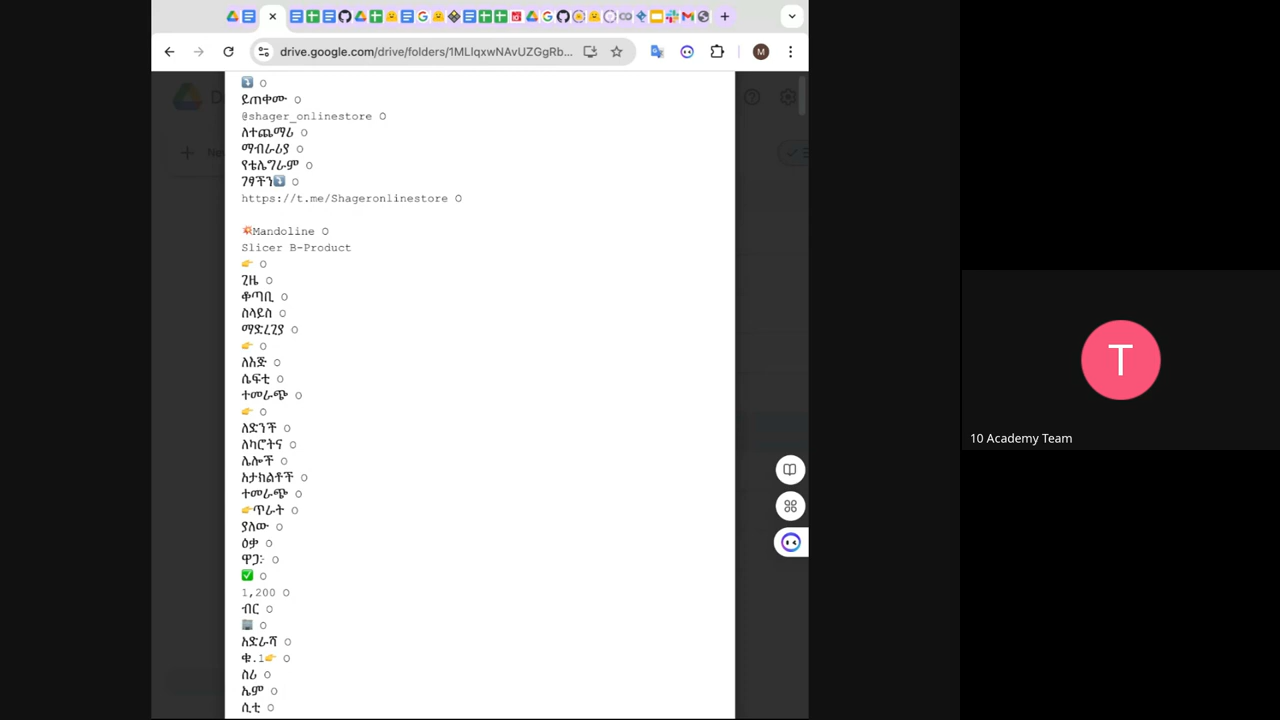 drive.google.com/drive/folders/1MLIqxwNAvUZGgRb...
M
⤵️ O
ይጠቀሙ O
@shager_onlinestore O
ለተጨማሪ O
ማብራሪያ O
የቴሌግራም O
ገፃችን⤵️ O
https://t.me/Shageronlinestore O
💥Mandoline O
Slicer B-Product
👉 O
ጊዜ O
ቆጣቢ O
ስላይስ O
ማድረጊያ O
👉 O
ለእጅ O
ሴፍቲ O
ተመራጭ O
👉 O
ለድንች O
ለካሮትና O
ሌሎች O
አታክልቶች O
ተመራጭ O
👉ጥራት O
ያለው O
ዕቃ O
ዋጋ፦ O
✅ O
1,200 O
ብር O
🏢 O
አድራሻ O
ቁ.1👉 O
ስሪ O
ኤም O
ሲቲ O
T
10 Academy Team